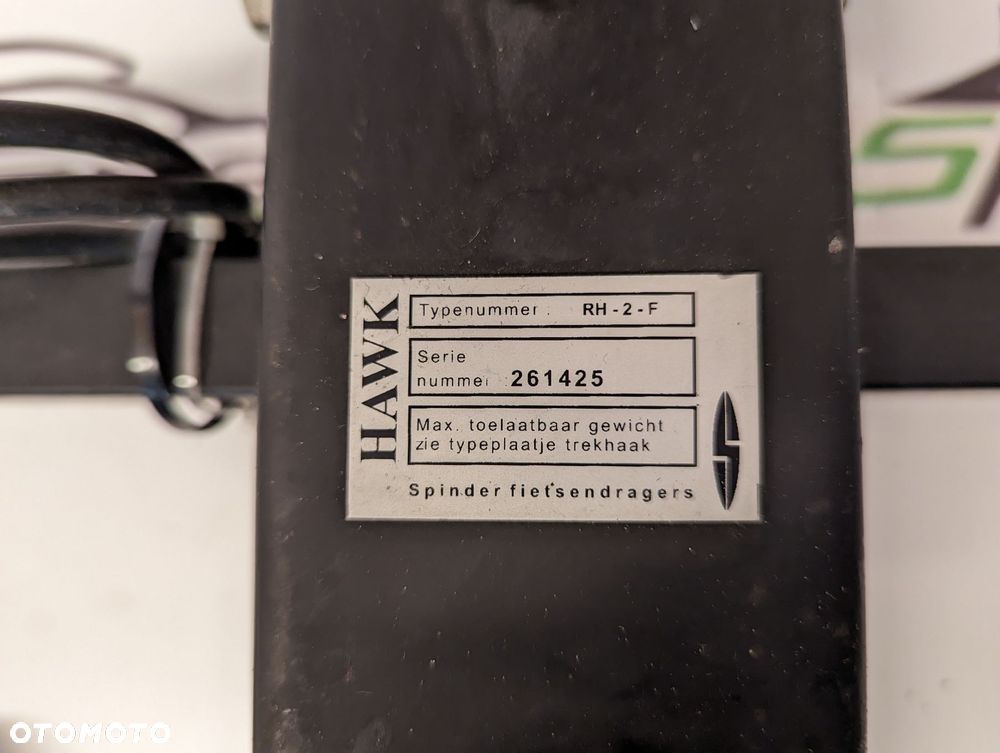 HAWK
Typenummer : RH - 2 - F
Serie
nummer : 261425
Max. toelaatbaar gewicht
zie typeplaatje trekhaak
Spinder fietsendragers
OTOMOTO